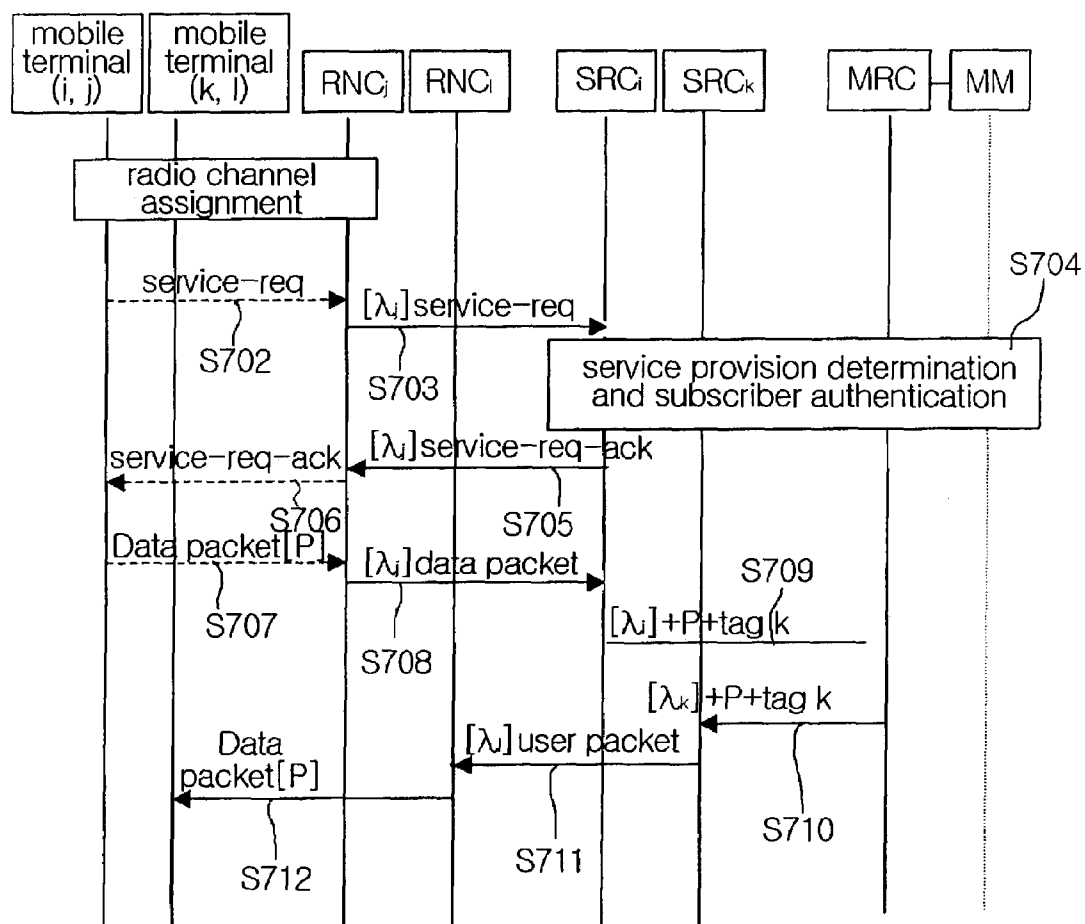 mobile terminal (i, j)
mobile terminal (k, l)
RNCj
RNCl
SRCi
SRCk
MRC
MM
radio channel
assignment
S704
service-req
[λj]service-req
S702
S703
service provision determination
and subscriber authentication
service-req-ack
[λj]service-req-ack
S706
S705
Data packet[P]
[λj]data packet
S709
S707
S708
[λi]+P+tag k
[λk]+P+tag k
Data
packet[P]
[λl]user packet
S710
S711
S712